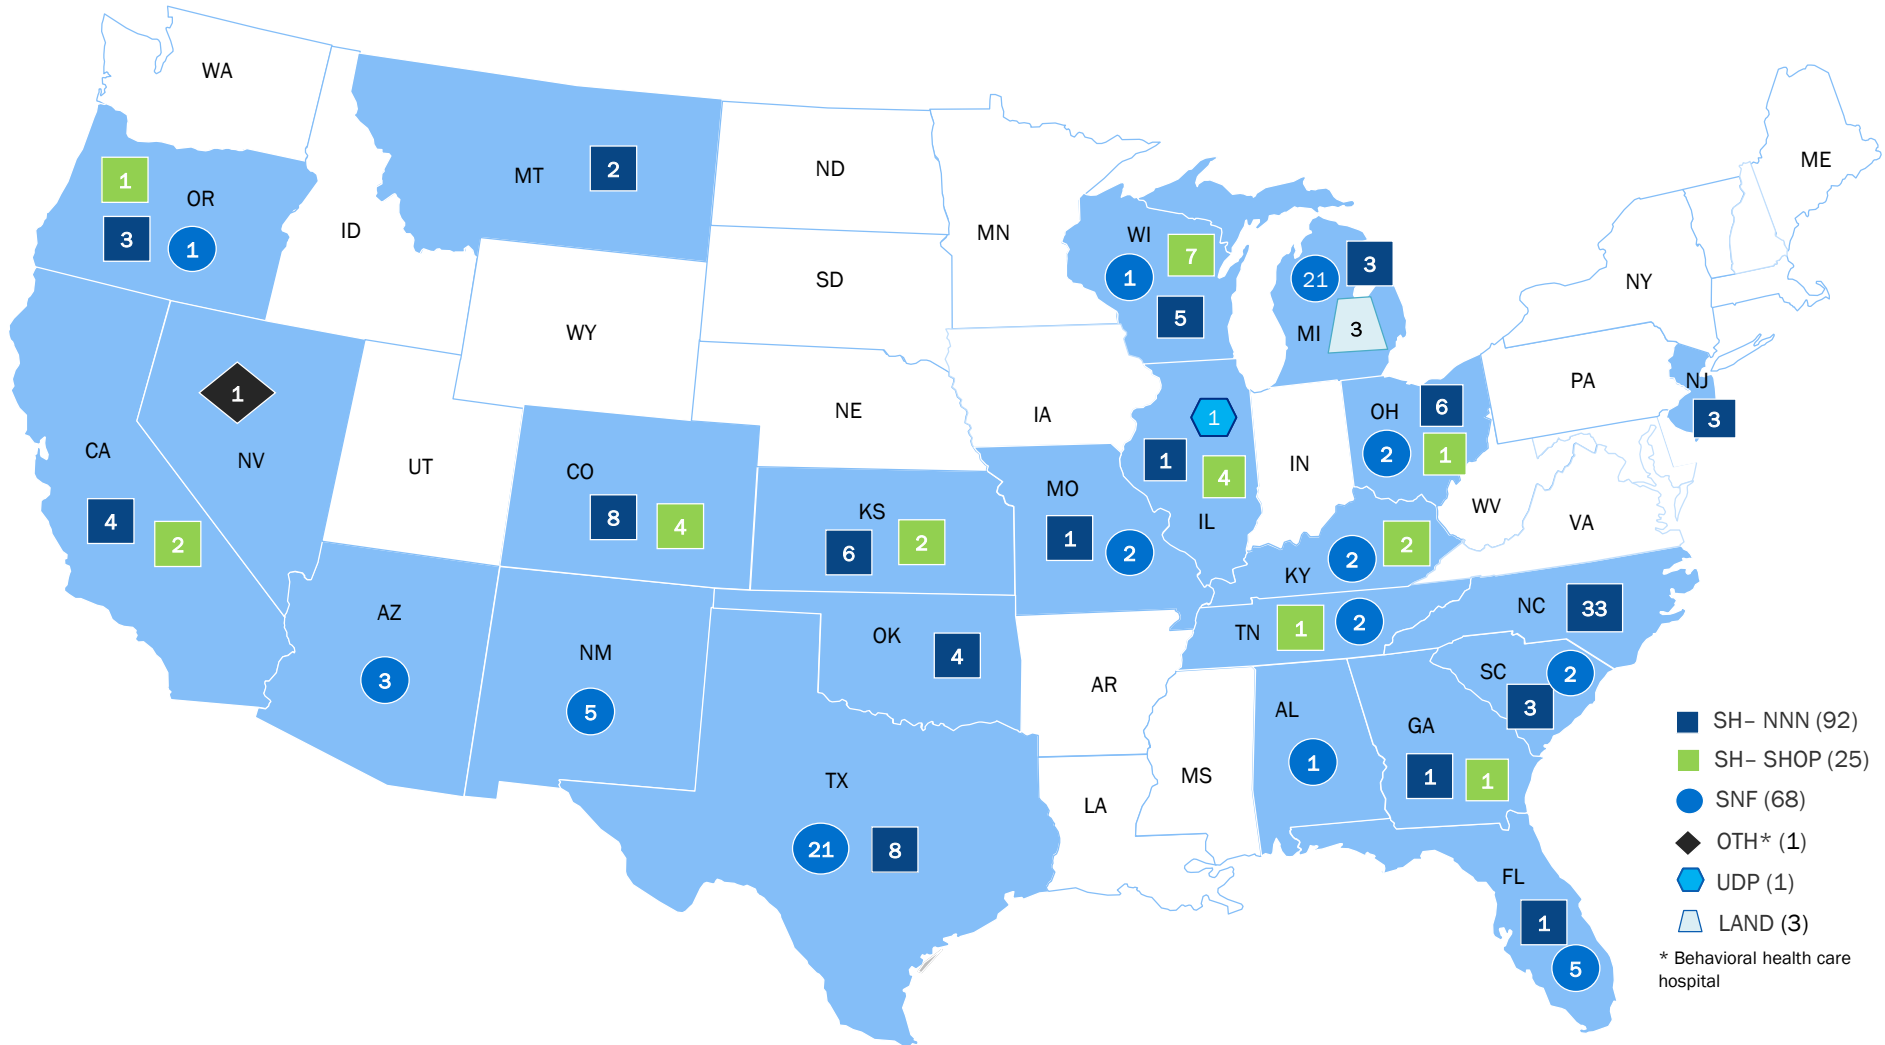 WA
MT
2
ND
ME
1
OR
3
1
ID
MN
WI
7
1
5
21
3
MI
3
NY
SD
WY
1
NV
PA
NJ
3
NE
IA
1
1
4
IL
IN
OH
6
2
1
CA
4
2
UT
CO
8
4
KS
6
2
MO
1
2
WV
VA
KY
2
2
AZ
3
NM
5
OK
4
AR
TN
1
2
NC
33
SC
2
3
TX
21
8
LA
MS
AL
1
GA
1
1
FL
1
5
SH– NNN (92)
SH– SHOP (25)
SNF (68)
OTH* (1)
UDP (1)
LAND (3)
* Behavioral health care
hospital